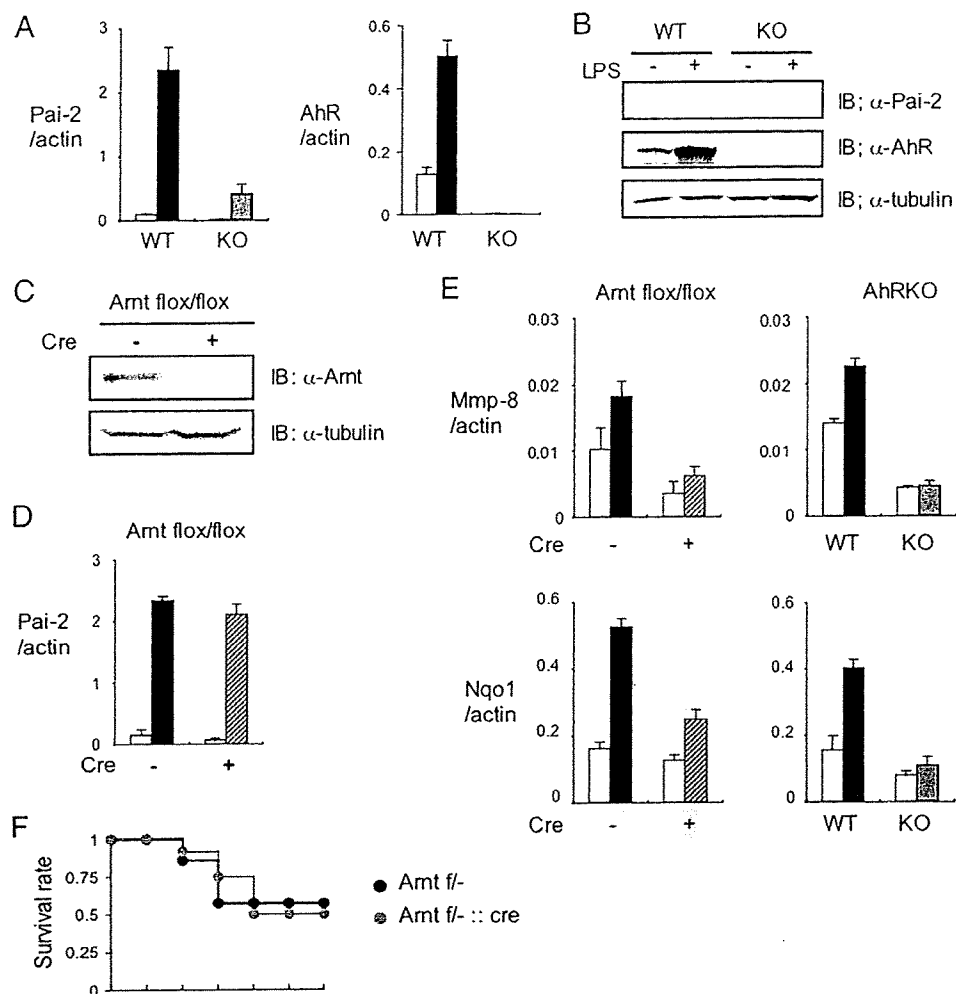 A
3
2
1
0
Pai-2
/actin
WT
KO
0.6
0.4
0.2
0
AhR
/actin
WT
KO
B
WT
KO
LPS
-
+
-
+
IB; α-Pai-2
IB; α-AhR
IB; α-tubulin
C
Arnt flox/flox
Cre
-
+
IB: α-Arnt
IB: α-tubulin
D
Arnt flox/flox
3
2
1
0
Pai-2
/actin
Cre
-
+
E
Arnt flox/flox
0.03
0.02
0.01
0
Mmp-8
/actin
Cre
-
+
AhRKO
0.03
0.02
0.01
0
WT
KO
0.6
0.4
0.2
0
Nqo1
/actin
Cre
-
+
0.6
0.4
0.2
0
WT
KO
F
1
0.75
0.5
0.25
0
Survival rate
Arnt f/-
Arnt f/- :: cre